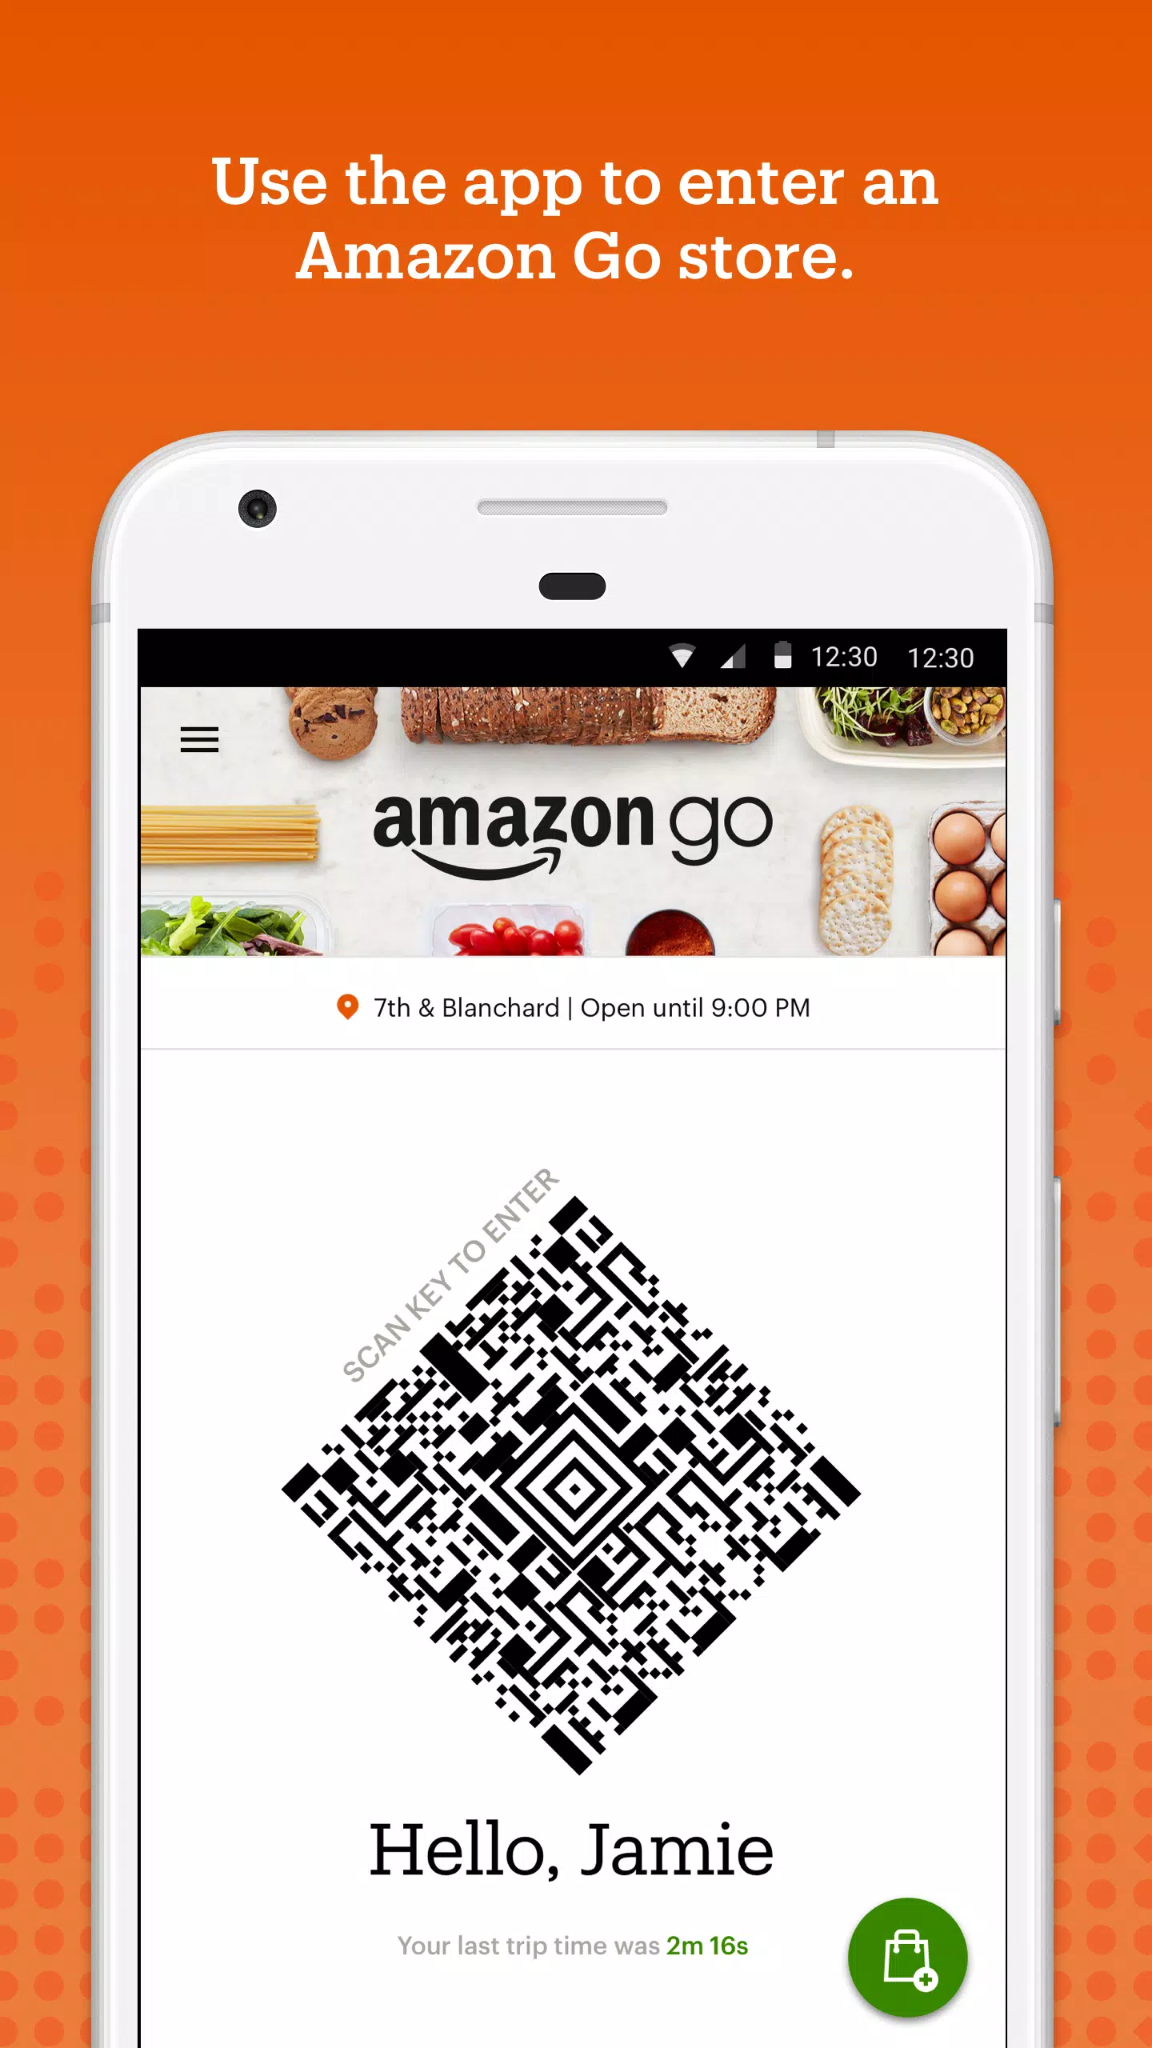 Use the app to enter an
Amazon Go store.
12:30 12:30
amazon go
7th & Blanchard | Open until 9:00 PM
SCAN KEY TO ENTER
Hello, Jamie
Your last trip time was 2m 16s